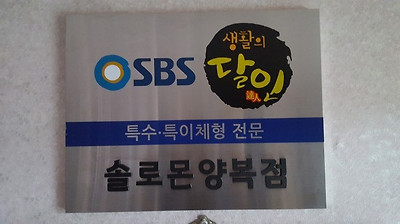 SBS 생활의
달인
達人
특수·특이체형 전문
솔로몬양복점